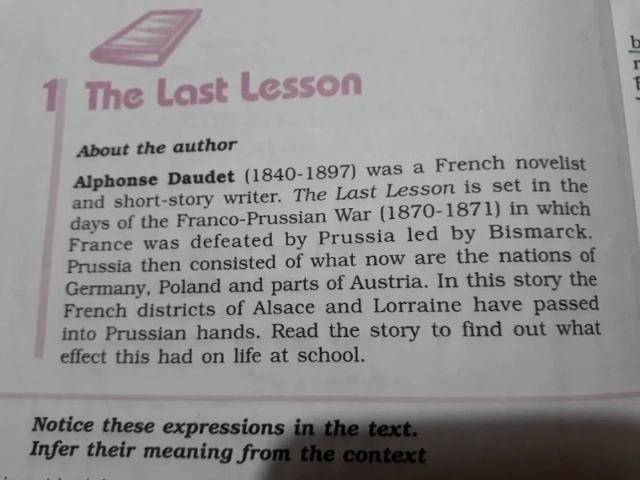 1 The Last Lesson
About the author
Alphonse Daudet (1840-1897) was a French novelist
and short-story writer. The Last Lesson is set in the
days of the Franco-Prussian War (1870-1871) in which
France was defeated by Prussia led by Bismarck.
Prussia then consisted of what now are the nations of
Germany, Poland and parts of Austria. In this story the
French districts of Alsace and Lorraine have passed
into Prussian hands. Read the story to find out what
effect this had on life at school.
Notice these expressions in the text.
Infer their meaning from the context